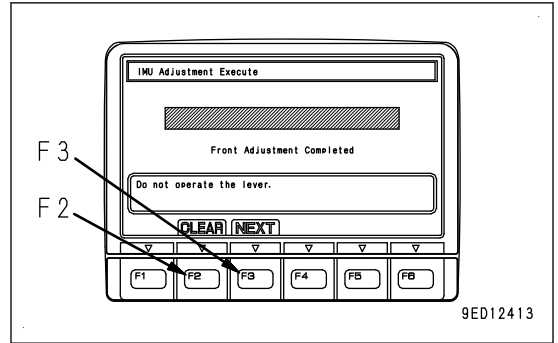 IMU Adjustment Execute
Front Adjustment Completed
F3
Do not operate the lever.
F2
CLEAR NEXT
F1 F2 F3 F4 F5 F6
9ED12413